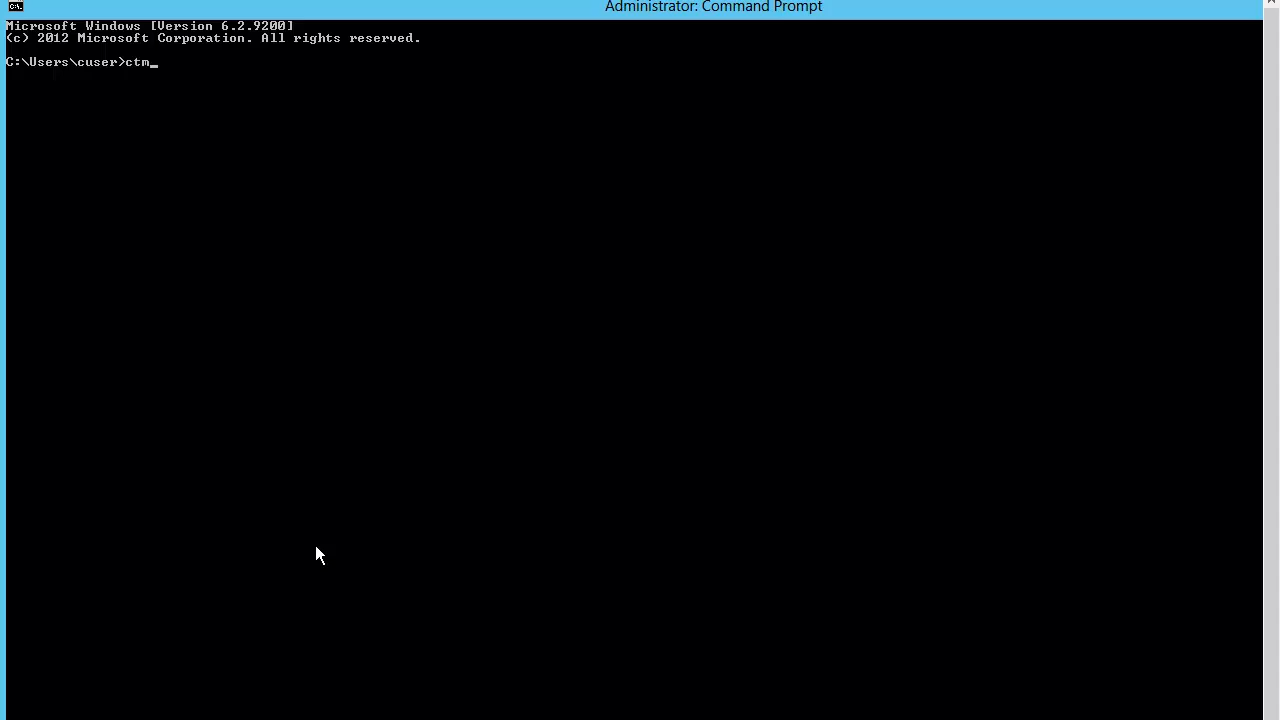 Administrator: Command Prompt
Microsoft Windows [Version 6.2.9200]
(c) 2012 Microsoft Corporation. All rights reserved.
C:\Users\cuser>ctm_